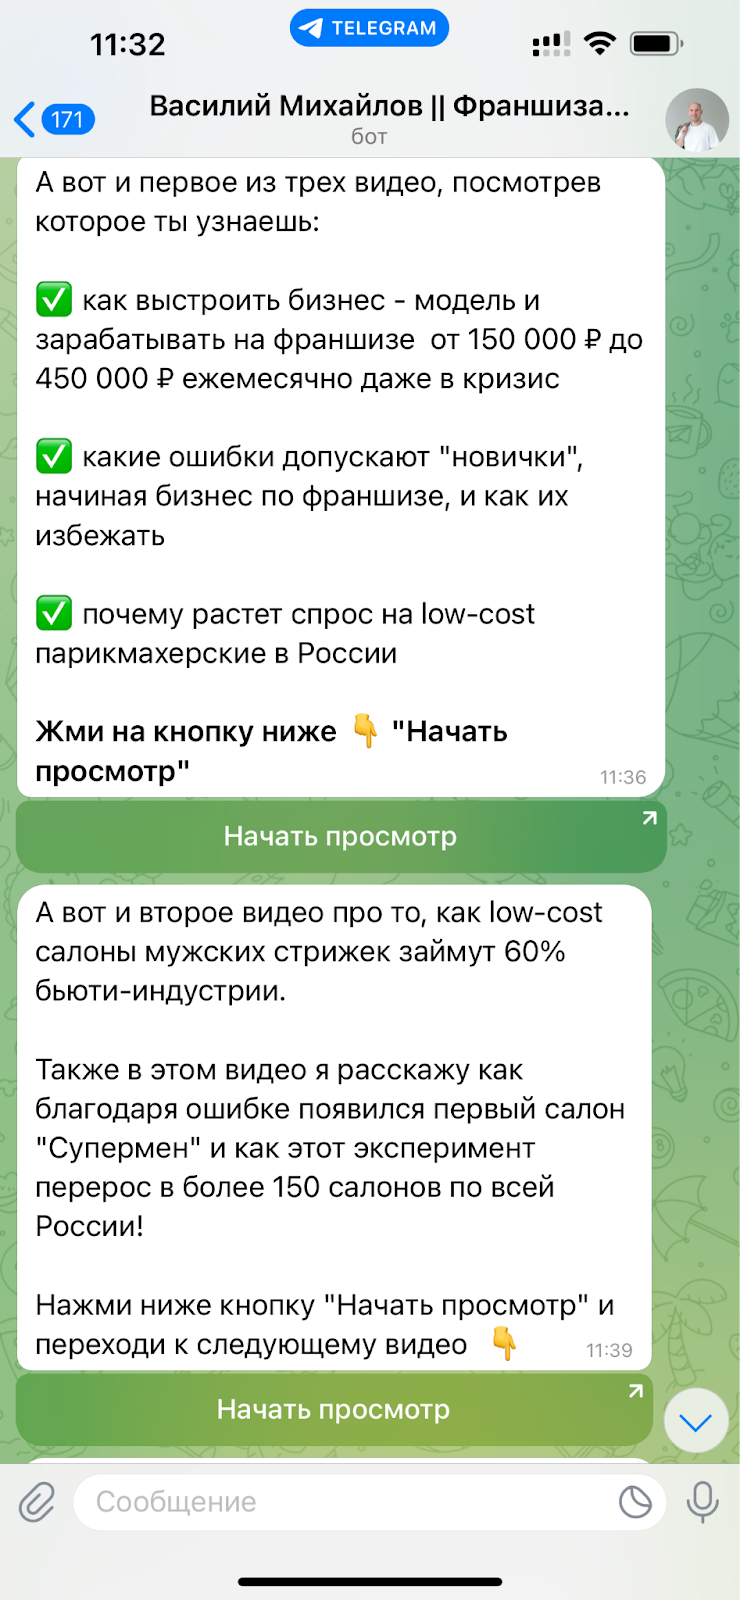 11:32
TELEGRAM
171
Василий Михайлов || Франшиза...
бот
А вот и первое из трех видео, посмотрев
которое ты узнаешь:
✅ как выстроить бизнес - модель и
зарабатывать на франшизе от 150 000 ₽ до
450 000 ₽ ежемесячно даже в кризис
✅ какие ошибки допускают "новички",
начиная бизнес по франшизе, и как их
избежать
✅ почему растет спрос на low-cost
парикмахерские в России
Жми на кнопку ниже 👇 "Начать
просмотр"
11:36
Начать просмотр
А вот и второе видео про то, как low-cost
салоны мужских стрижек займут 60%
бьюти-индустрии.
Также в этом видео я расскажу как
благодаря ошибке появился первый салон
"Супермен" и как этот эксперимент
перерос в более 150 салонов по всей
России!
Нажми ниже кнопку "Начать просмотр" и
переходи к следующему видео 👇
11:39
Начать просмотр
Сообщение